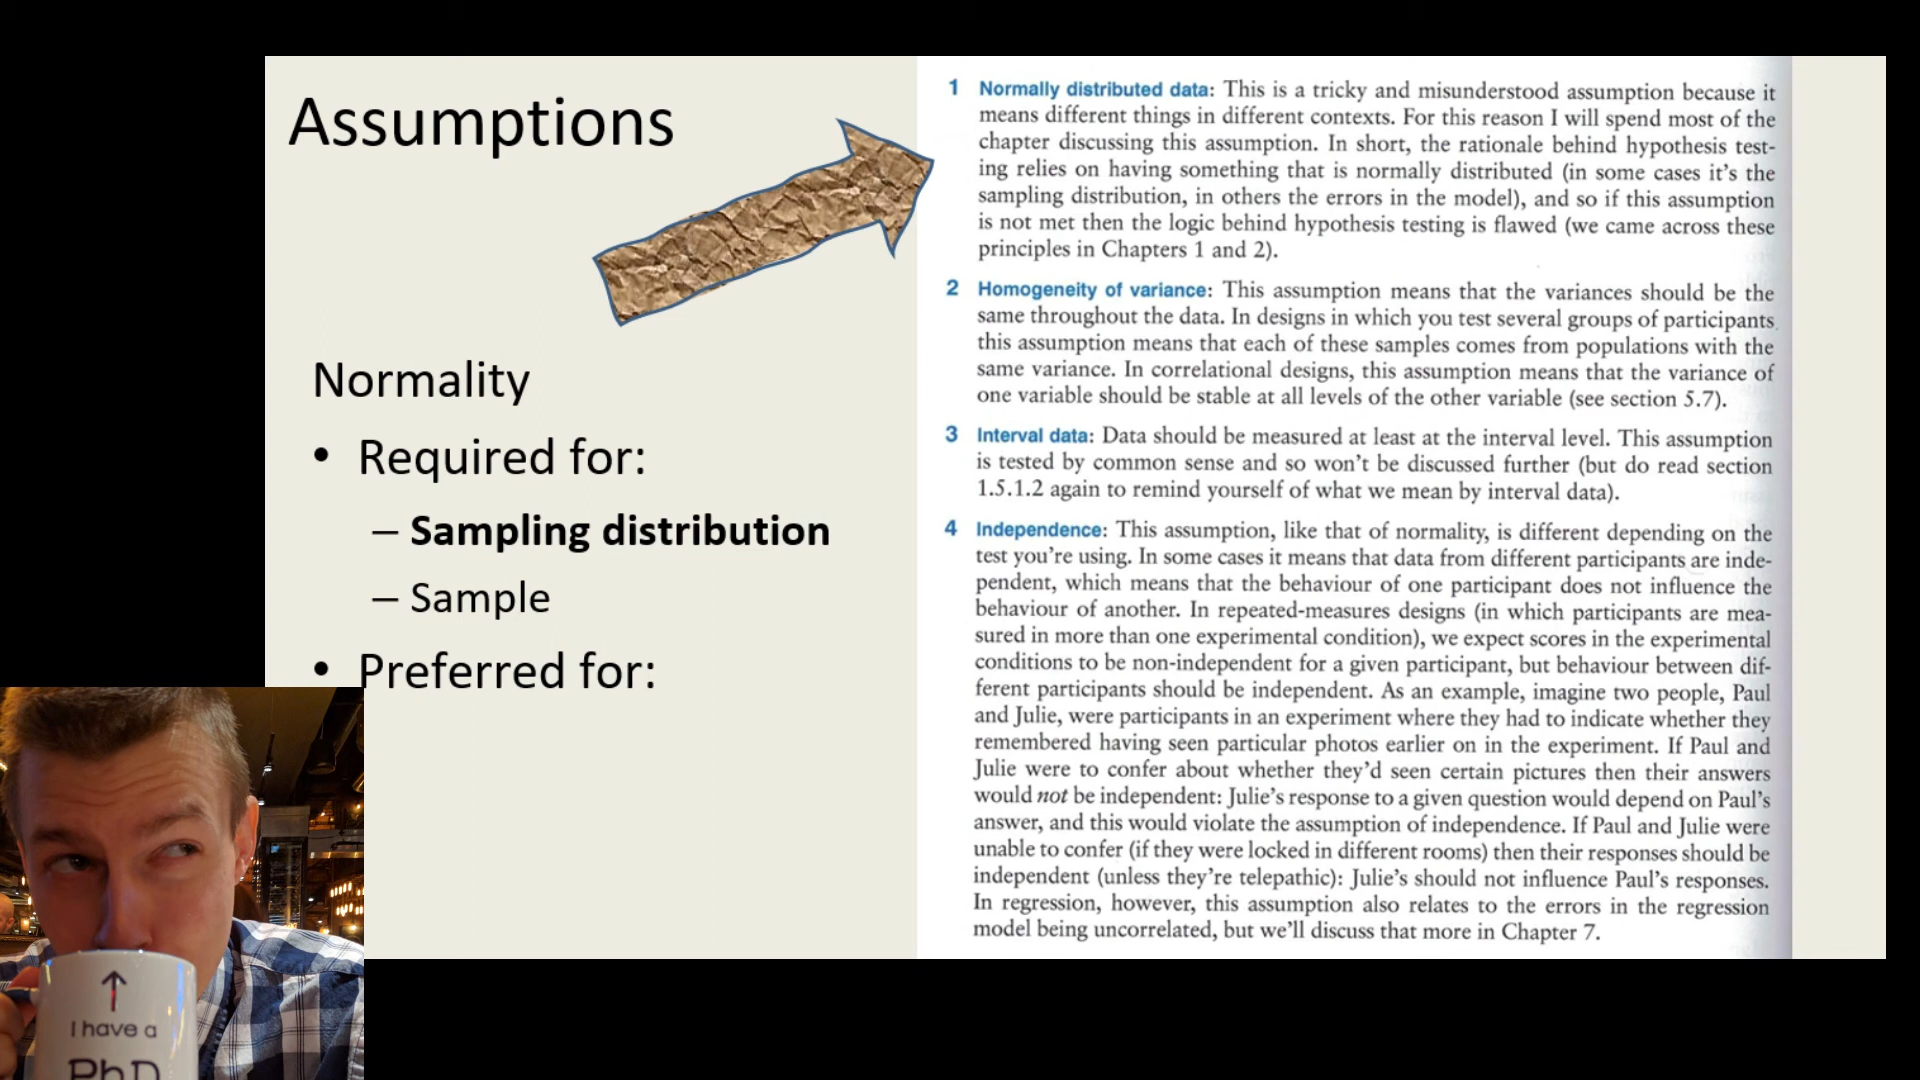 Assumptions
Normality
• Required for:
– Sampling distribution
– Sample
• Preferred for:
1 Normally distributed data: This is a tricky and misunderstood assumption because it
means different things in different contexts. For this reason I will spend most of the
chapter discussing this assumption. In short, the rationale behind hypothesis test-
ing relies on having something that is normally distributed (in some cases it's the
sampling distribution, in others the errors in the model), and so if this assumption
is not met then the logic behind hypothesis testing is flawed (we came across these
principles in Chapters 1 and 2).
2 Homogeneity of variance: This assumption means that the variances should be the
same throughout the data. In designs in which you test several groups of participants
this assumption means that each of these samples comes from populations with the
same variance. In correlational designs, this assumption means that the variance of
one variable should be stable at all levels of the other variable (see section 5.7).
3 Interval data: Data should be measured at least at the interval level. This assumption
is tested by common sense and so won't be discussed further (but do read section
1.5.1.2 again to remind yourself of what we mean by interval data).
4 Independence: This assumption, like that of normality, is different depending on the
test you're using. In some cases it means that data from different participants are inde-
pendent, which means that the behaviour of one participant does not influence the
behaviour of another. In repeated-measures designs (in which participants are mea-
sured in more than one experimental condition), we expect scores in the experimental
conditions to be non-independent for a given participant, but behaviour between dif-
ferent participants should be independent. As an example, imagine two people, Paul
and Julie, were participants in an experiment where they had to indicate whether they
remembered having seen particular photos earlier on in the experiment. If Paul and
Julie were to confer about whether they'd seen certain pictures then their answers
would not be independent: Julie's response to a given question would depend on Paul's
answer, and this would violate the assumption of independence. If Paul and Julie were
unable to confer (if they were locked in different rooms) then their responses should be
independent (unless they're telepathic): Julie's should not influence Paul's responses.
In regression, however, this assumption also relates to the errors in the regression
model being uncorrelated, but we'll discuss that more in Chapter 7.
I have a
PhD